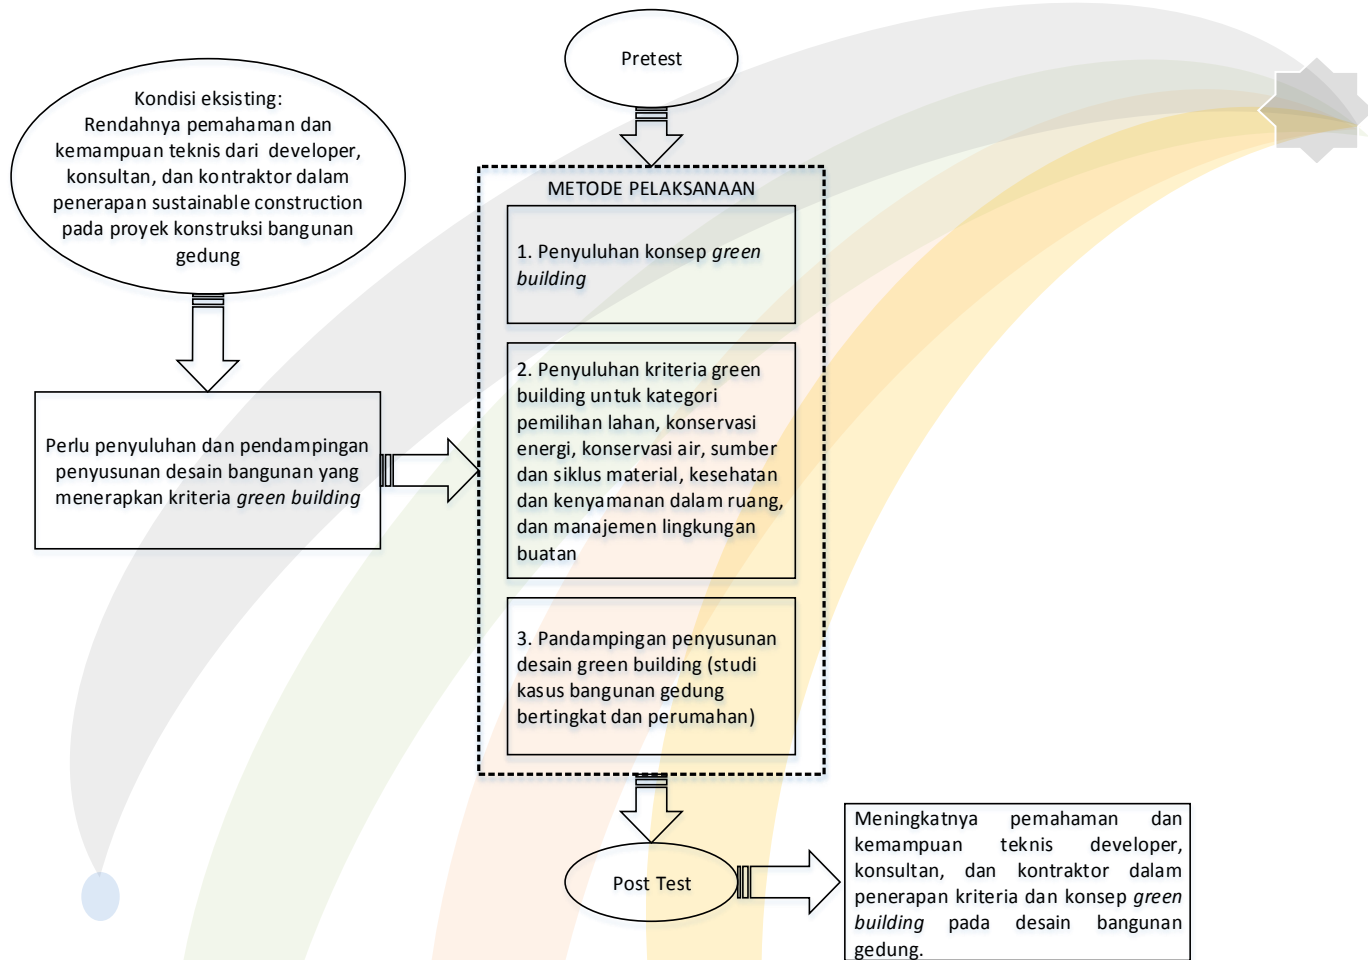 Pretest
Kondisi eksisting:
Rendahnya pemahaman dan
kemampuan teknis dari developer,
konsultan, dan kontraktor dalam
penerapan sustainable construction
pada proyek konstruksi bangunan
gedung
Perlu penyuluhan dan pendampingan
penyusunan desain bangunan yang
menerapkan kriteria green building
METODE PELAKSANAAN
1. Penyuluhan konsep green
building
2. Penyuluhan kriteria green
building untuk kategori
pemilihan lahan, konservasi
energi, konservasi air, sumber
dan siklus material, kesehatan
dan kenyamanan dalam ruang,
dan manajemen lingkungan
buatan
3. Pandampingan penyusunan
desain green building (studi
kasus bangunan gedung
bertingkat dan perumahan)
Post Test
Meningkatnya pemahaman dan
kemampuan teknis developer,
konsultan, dan kontraktor dalam
penerapan kriteria dan konsep green
building pada desain bangunan
gedung.